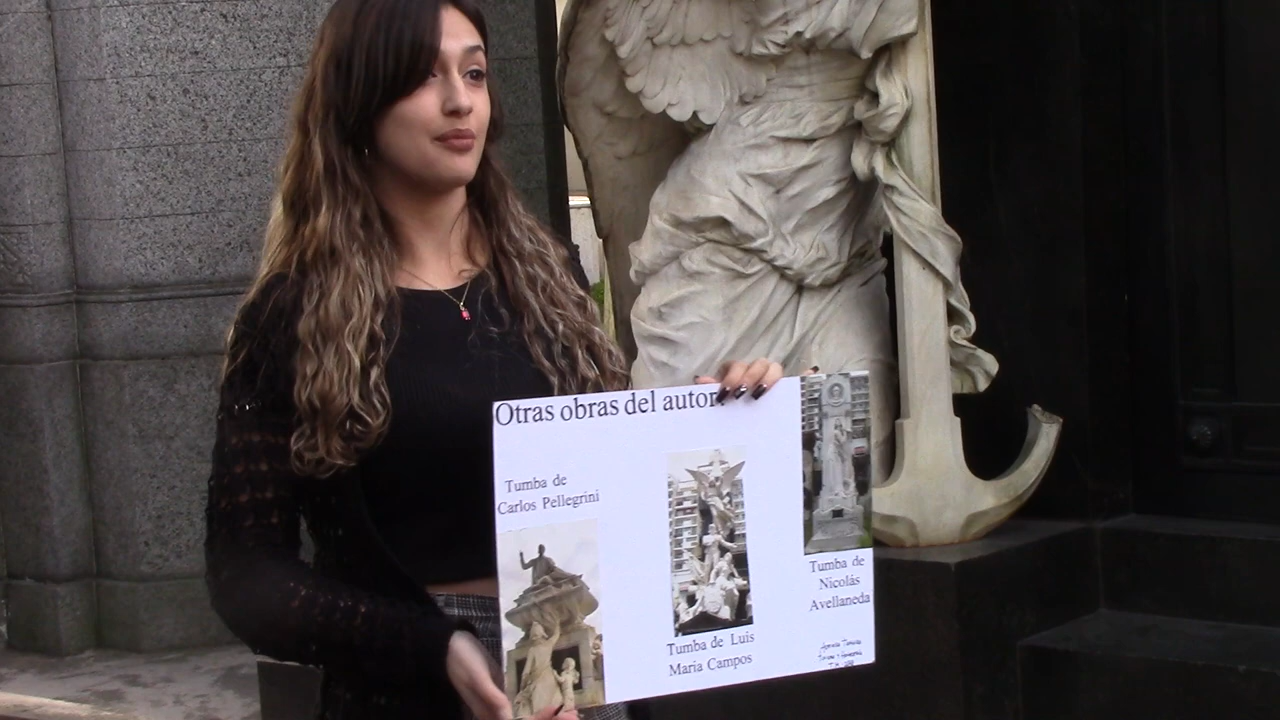 Otras obras del autor:
Tumba de
Carlos Pellegrini
Tumba de Luis
Maria Campos
Tumba de
Nicolás
Avellaneda